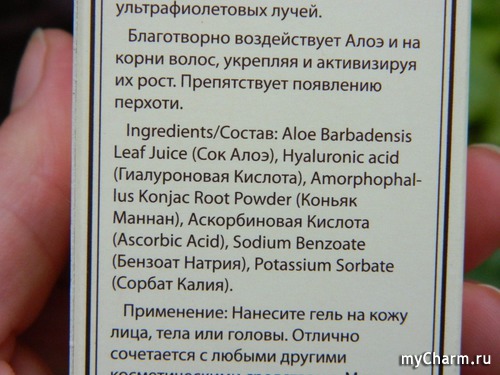 ультрафиолетовых лучей.
Благотворно воздействует Алоэ и на
корни волос, укрепляя и активизируя
их рост. Препятствует появлению
перхоти.
Ingredients/Состав: Aloe Barbadensis
Leaf Juice (Сок Алоэ), Hyaluronic acid
(Гиалуроновая Кислота), Amorphophal-
lus Konjac Root Powder (Коньяк
Маннан), Аскорбиновая Кислота
(Ascorbic Acid), Sodium Benzoate
(Бензоат Натрия), Potassium Sorbate
(Сорбат Калия).
Применение: Нанесите гель на кожу
лица, тела или головы. Отлично
сочетается с любыми другими
myCharm.ru